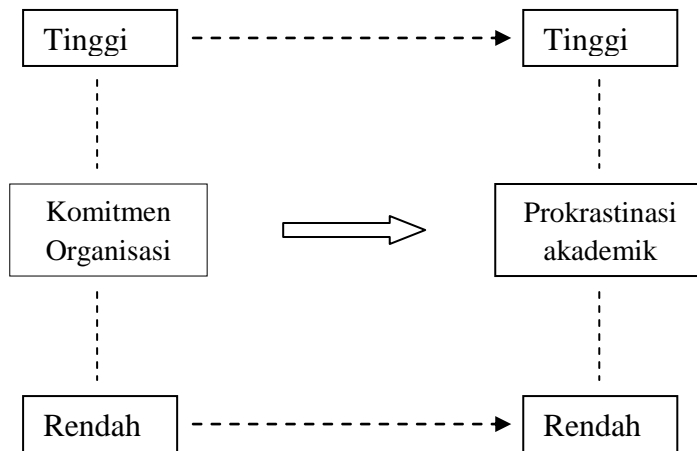 Tinggi
Tinggi
Komitmen
Organisasi
Prokrastinasi
akademik
Rendah
Rendah